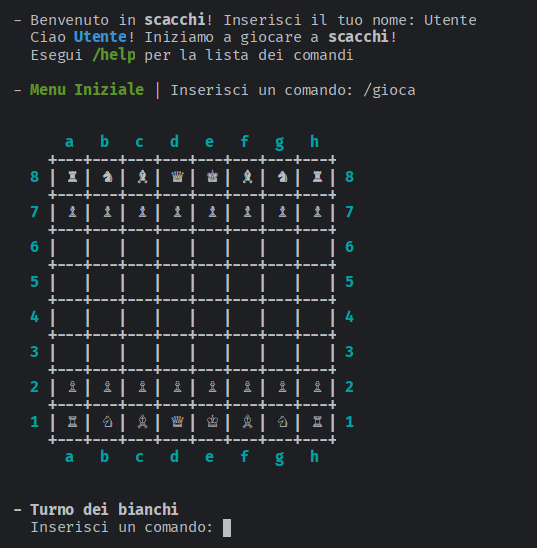 – Benvenuto in scacchi! Inserisci il tuo nome: Utente
Ciao Utente! Iniziamo a giocare a scacchi!
Esegui /help per la lista dei comandi
– Menu Iniziale | Inserisci un comando: /gioca
a b c d e f g h
+---+---+---+---+---+---+---+---+
8 | ♜ | ♞ | ♝ | ♛ | ♚ | ♝ | ♞ | ♜ | 8
+---+---+---+---+---+---+---+---+
7 | ♟ | ♟ | ♟ | ♟ | ♟ | ♟ | ♟ | ♟ | 7
+---+---+---+---+---+---+---+---+
6 |   |   |   |   |   |   |   |   | 6
+---+---+---+---+---+---+---+---+
5 |   |   |   |   |   |   |   |   | 5
+---+---+---+---+---+---+---+---+
4 |   |   |   |   |   |   |   |   | 4
+---+---+---+---+---+---+---+---+
3 |   |   |   |   |   |   |   |   | 3
+---+---+---+---+---+---+---+---+
2 | ♙ | ♙ | ♙ | ♙ | ♙ | ♙ | ♙ | ♙ | 2
+---+---+---+---+---+---+---+---+
1 | ♖ | ♘ | ♗ | ♕ | ♔ | ♗ | ♘ | ♖ | 1
+---+---+---+---+---+---+---+---+
a b c d e f g h
– Turno dei bianchi
Inserisci un comando: